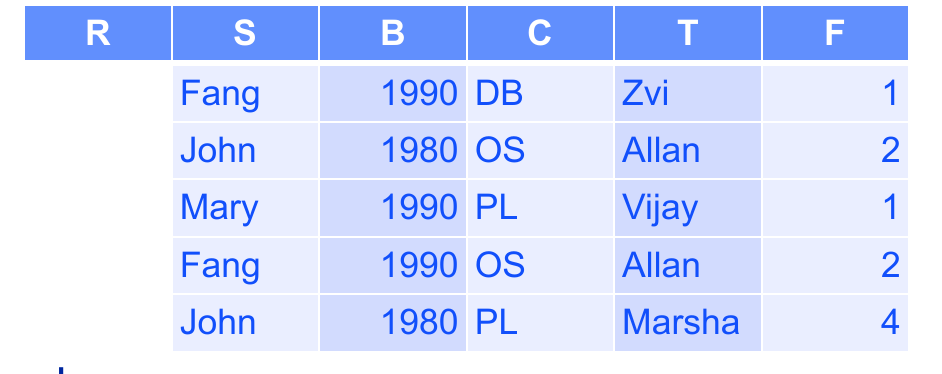 R S B C T F
Fang 1990 DB Zvi 1
John 1980 OS Allan 2
Mary 1990 PL Vijay 1
Fang 1990 OS Allan 2
John 1980 PL Marsha 4